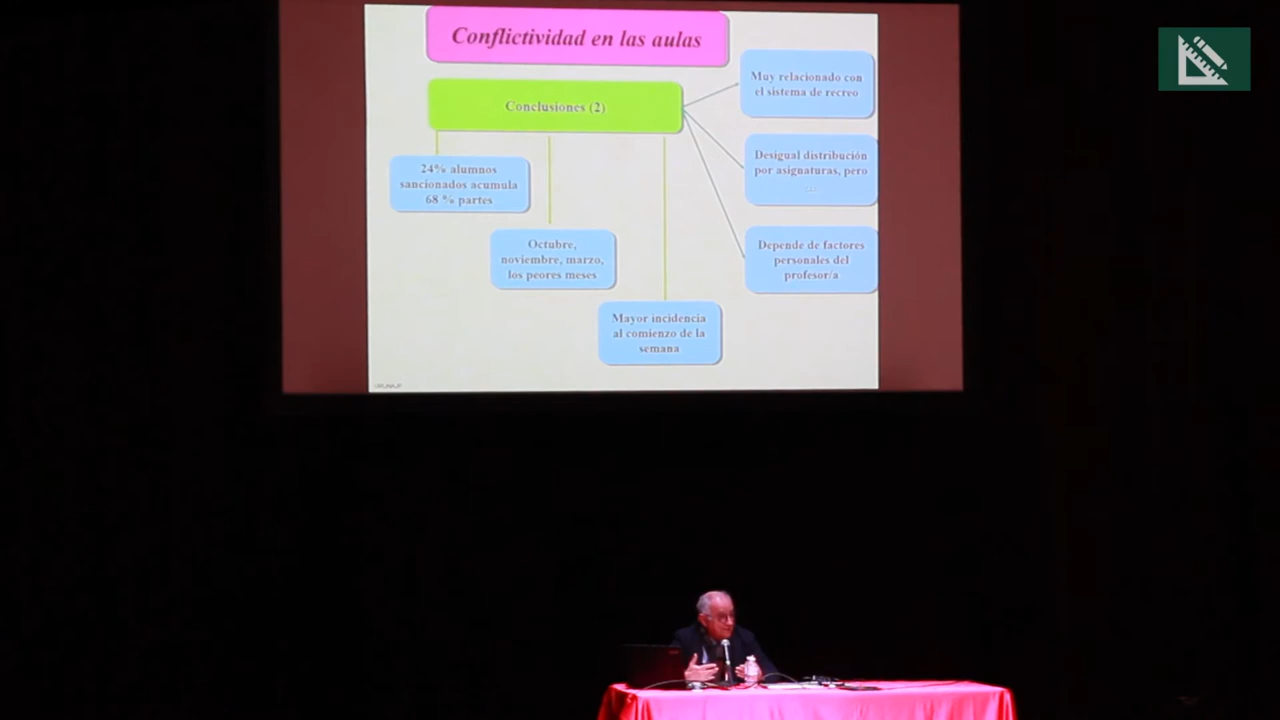 Conflictividad en las aulas
Conclusiones (2)
24% alumnos
sancionados acumula
68 % partes
Octubre,
noviembre, marzo,
los peores meses
Mayor incidencia
al comienzo de la
semana
Muy relacionado con
el sistema de recreo
Desigual distribución
por asignaturas, pero
...
Depende de factores
personales del
profesor/a